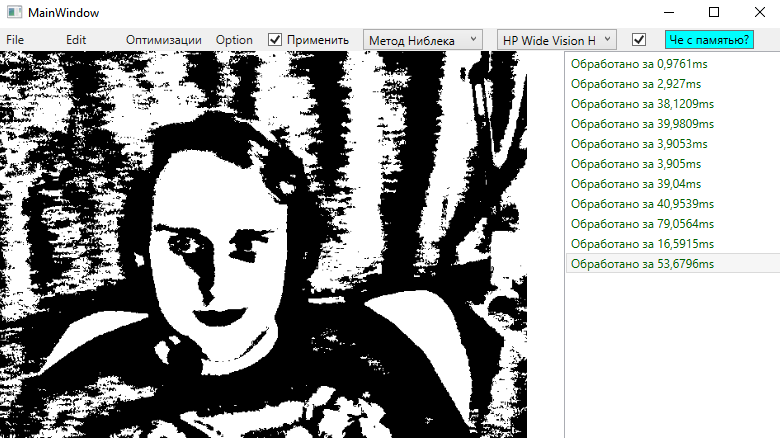 MainWindow
File Edit Оптимизации Option Применить Метод Ниблека HP Wide Vision H Че с памятью?
Обработано за 0,9761ms
Обработано за 2,927ms
Обработано за 38,1209ms
Обработано за 39,9809ms
Обработано за 3,9053ms
Обработано за 3,905ms
Обработано за 39,04ms
Обработано за 40,9539ms
Обработано за 79,0564ms
Обработано за 16,5915ms
Обработано за 53,6796ms